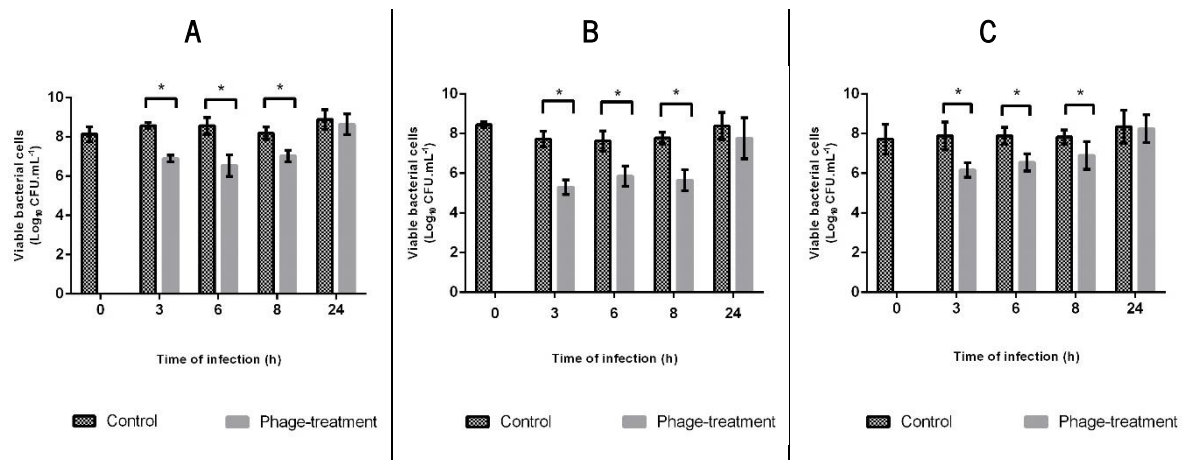 A
* * *
10
8
6
4
2
0
Viable bacterial cells
(Log₁₀ CFU.mL⁻¹)
0 3 6 8 24
Time of infection (h)
Control Phage-treatment
B
* * *
10
8
6
4
2
0
Viable bacterial cells
(Log₁₀ CFU.mL⁻¹)
0 3 6 8 24
Time of infection (h)
Control Phage-treatment
C
* * *
10
8
6
4
2
0
Viable bacterial cells
(Log₁₀ CFU.mL⁻¹)
0 3 6 8 24
Time of infection (h)
Control Phage-treatment